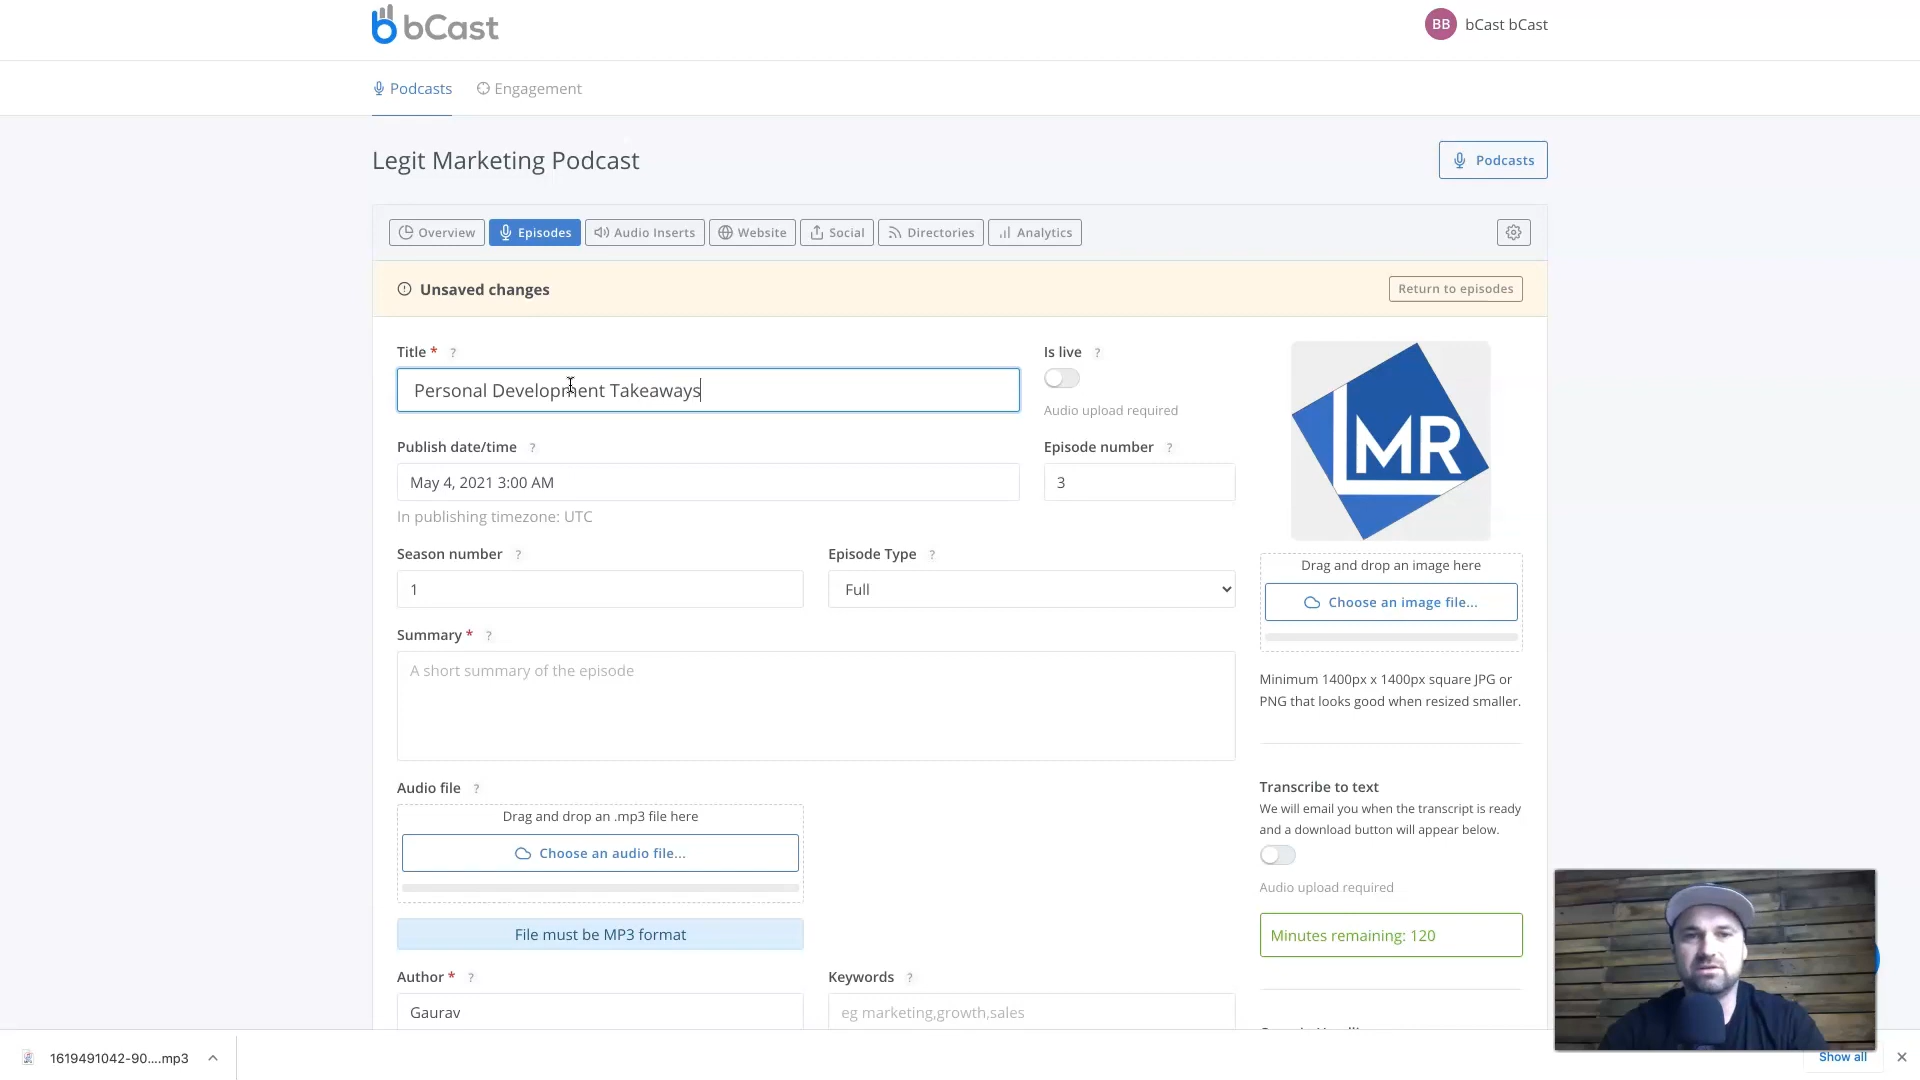 bCast
BB bCast bCast
Podcasts Engagement
Legit Marketing Podcast
Podcasts
Overview Episodes Audio Inserts Website Social Directories Analytics
Unsaved changes
Return to episodes
Title * ?
Is live ?
Personal Development Takeaways
Audio upload required
Publish date/time ?
Episode number ?
May 4, 2021 3:00 AM
3
In publishing timezone: UTC
LMR
Season number ?
Episode Type ?
1
Full
Drag and drop an image here
Choose an image file...
Summary * ?
A short summary of the episode
Minimum 1400px x 1400px square JPG or
PNG that looks good when resized smaller.
Audio file ?
Drag and drop an .mp3 file here
Choose an audio file...
File must be MP3 format
Transcribe to text
We will email you when the transcript is ready
and a download button will appear below.
Audio upload required
Minutes remaining: 120
Author * ?
Keywords ?
Gaurav
eg marketing,growth,sales
1619491042-90....mp3
Show all